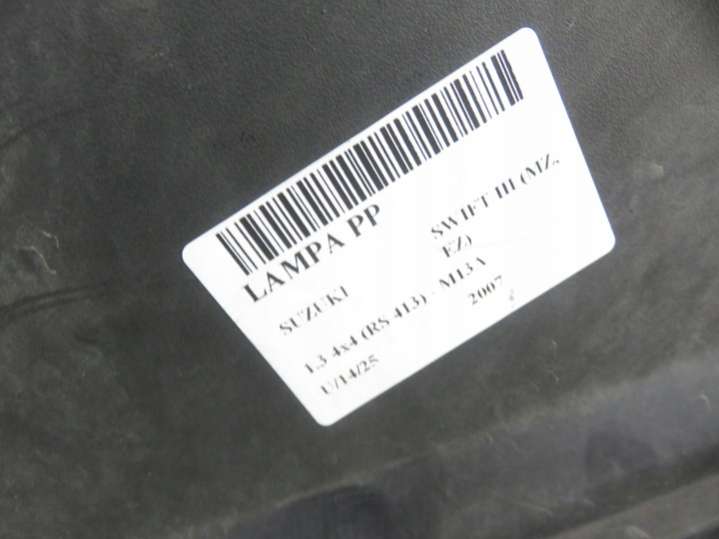 LAMPA PP
SUZUKI SWIFT III (MZ, EZ)
1.3 4x4 (RS 413) - M13A
2007
U/14/25